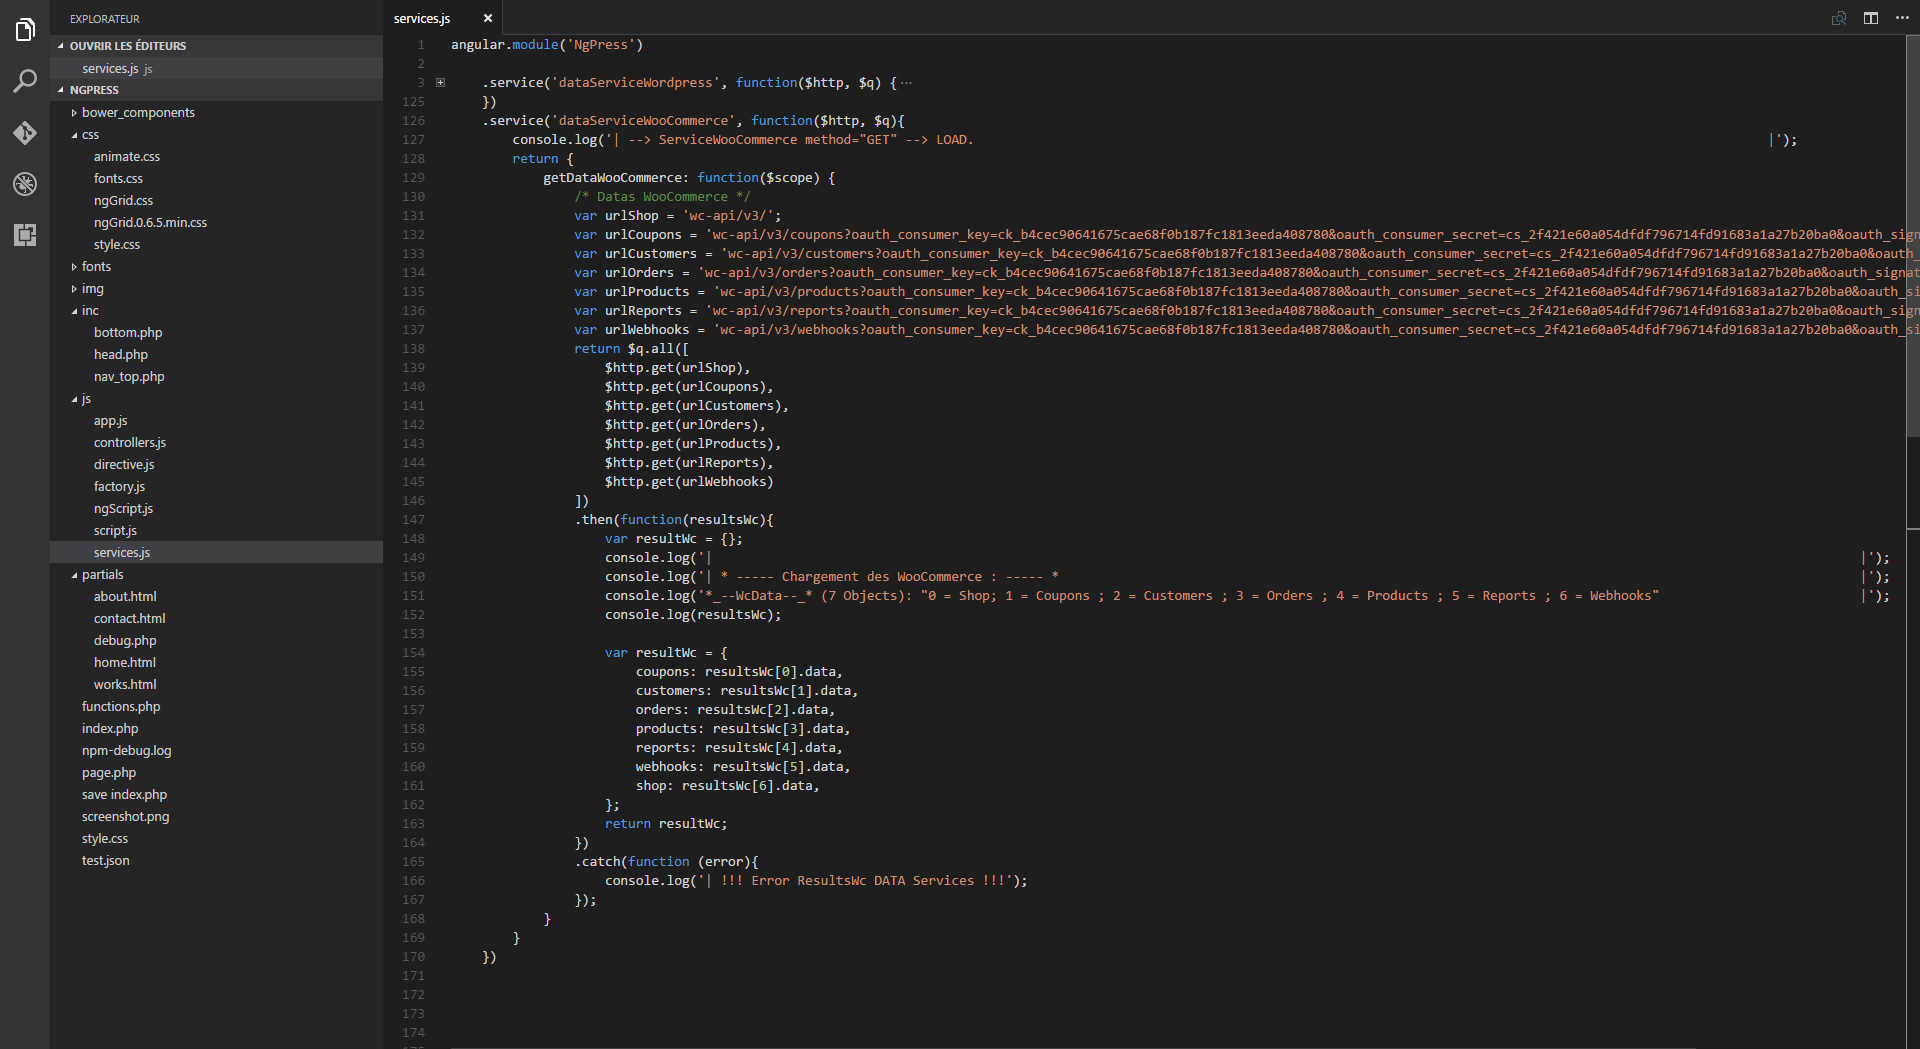 EXPLORATEUR
OUVRIR LES ÉDITEURS
services.js js
NGPRESS
bower_components
css
animate.css
fonts.css
ngGrid.css
ngGrid.0.6.5.min.css
style.css
fonts
img
inc
bottom.php
head.php
nav_top.php
js
app.js
controllers.js
directive.js
factory.js
ngScript.js
script.js
services.js
partials
about.html
contact.html
debug.php
home.html
works.html
functions.php
index.php
npm-debug.log
page.php
save index.php
screenshot.png
style.css
test.json
services.js
1 angular.module('NgPress')
2
3 .service('dataServiceWordpress', function($http, $q) {···
125 })
126 .service('dataServiceWooCommerce', function($http, $q){
127 console.log('| --> ServiceWooCommerce method="GET" --> LOAD. |');
128 return {
129 getDataWooCommerce: function($scope) {
130 /* Datas WooCommerce */
131 var urlShop = 'wc-api/v3/';
132 var urlCoupons = 'wc-api/v3/coupons?oauth_consumer_key=ck_b4cec90641675cae68f0b187fc1813eeda408780&oauth_consumer_secret=cs_2f421e60a054dfdf796714fd91683a1a27b20ba0&oauth_sign
133 var urlCustomers = 'wc-api/v3/customers?oauth_consumer_key=ck_b4cec90641675cae68f0b187fc1813eeda408780&oauth_consumer_secret=cs_2f421e60a054dfdf796714fd91683a1a27b20ba0&oauth_
134 var urlOrders = 'wc-api/v3/orders?oauth_consumer_key=ck_b4cec90641675cae68f0b187fc1813eeda408780&oauth_consumer_secret=cs_2f421e60a054dfdf796714fd91683a1a27b20ba0&oauth_signat
135 var urlProducts = 'wc-api/v3/products?oauth_consumer_key=ck_b4cec90641675cae68f0b187fc1813eeda408780&oauth_consumer_secret=cs_2f421e60a054dfdf796714fd91683a1a27b20ba0&oauth_si
136 var urlReports = 'wc-api/v3/reports?oauth_consumer_key=ck_b4cec90641675cae68f0b187fc1813eeda408780&oauth_consumer_secret=cs_2f421e60a054dfdf796714fd91683a1a27b20ba0&oauth_sign
137 var urlWebhooks = 'wc-api/v3/webhooks?oauth_consumer_key=ck_b4cec90641675cae68f0b187fc1813eeda408780&oauth_consumer_secret=cs_2f421e60a054dfdf796714fd91683a1a27b20ba0&oauth_si
138 return $q.all([
139 $http.get(urlShop),
140 $http.get(urlCoupons),
141 $http.get(urlCustomers),
142 $http.get(urlOrders),
143 $http.get(urlProducts),
144 $http.get(urlReports),
145 $http.get(urlWebhooks)
146 ])
147 .then(function(resultsWc){
148 var resultWc = {};
149 console.log('| |');
150 console.log('| * ----- Chargement des WooCommerce : ----- * |');
151 console.log('*_--WcData--_* (7 Objects): "0 = Shop; 1 = Coupons ; 2 = Customers ; 3 = Orders ; 4 = Products ; 5 = Reports ; 6 = Webhooks" |');
152 console.log(resultsWc);
153
154 var resultWc = {
155 coupons: resultsWc[0].data,
156 customers: resultsWc[1].data,
157 orders: resultsWc[2].data,
158 products: resultsWc[3].data,
159 reports: resultsWc[4].data,
160 webhooks: resultsWc[5].data,
161 shop: resultsWc[6].data,
162 };
163 return resultWc;
164 })
165 .catch(function (error){
166 console.log('| !!! Error ResultsWc DATA Services !!!');
167 });
168 }
169 }
170 })
171
172
173
174